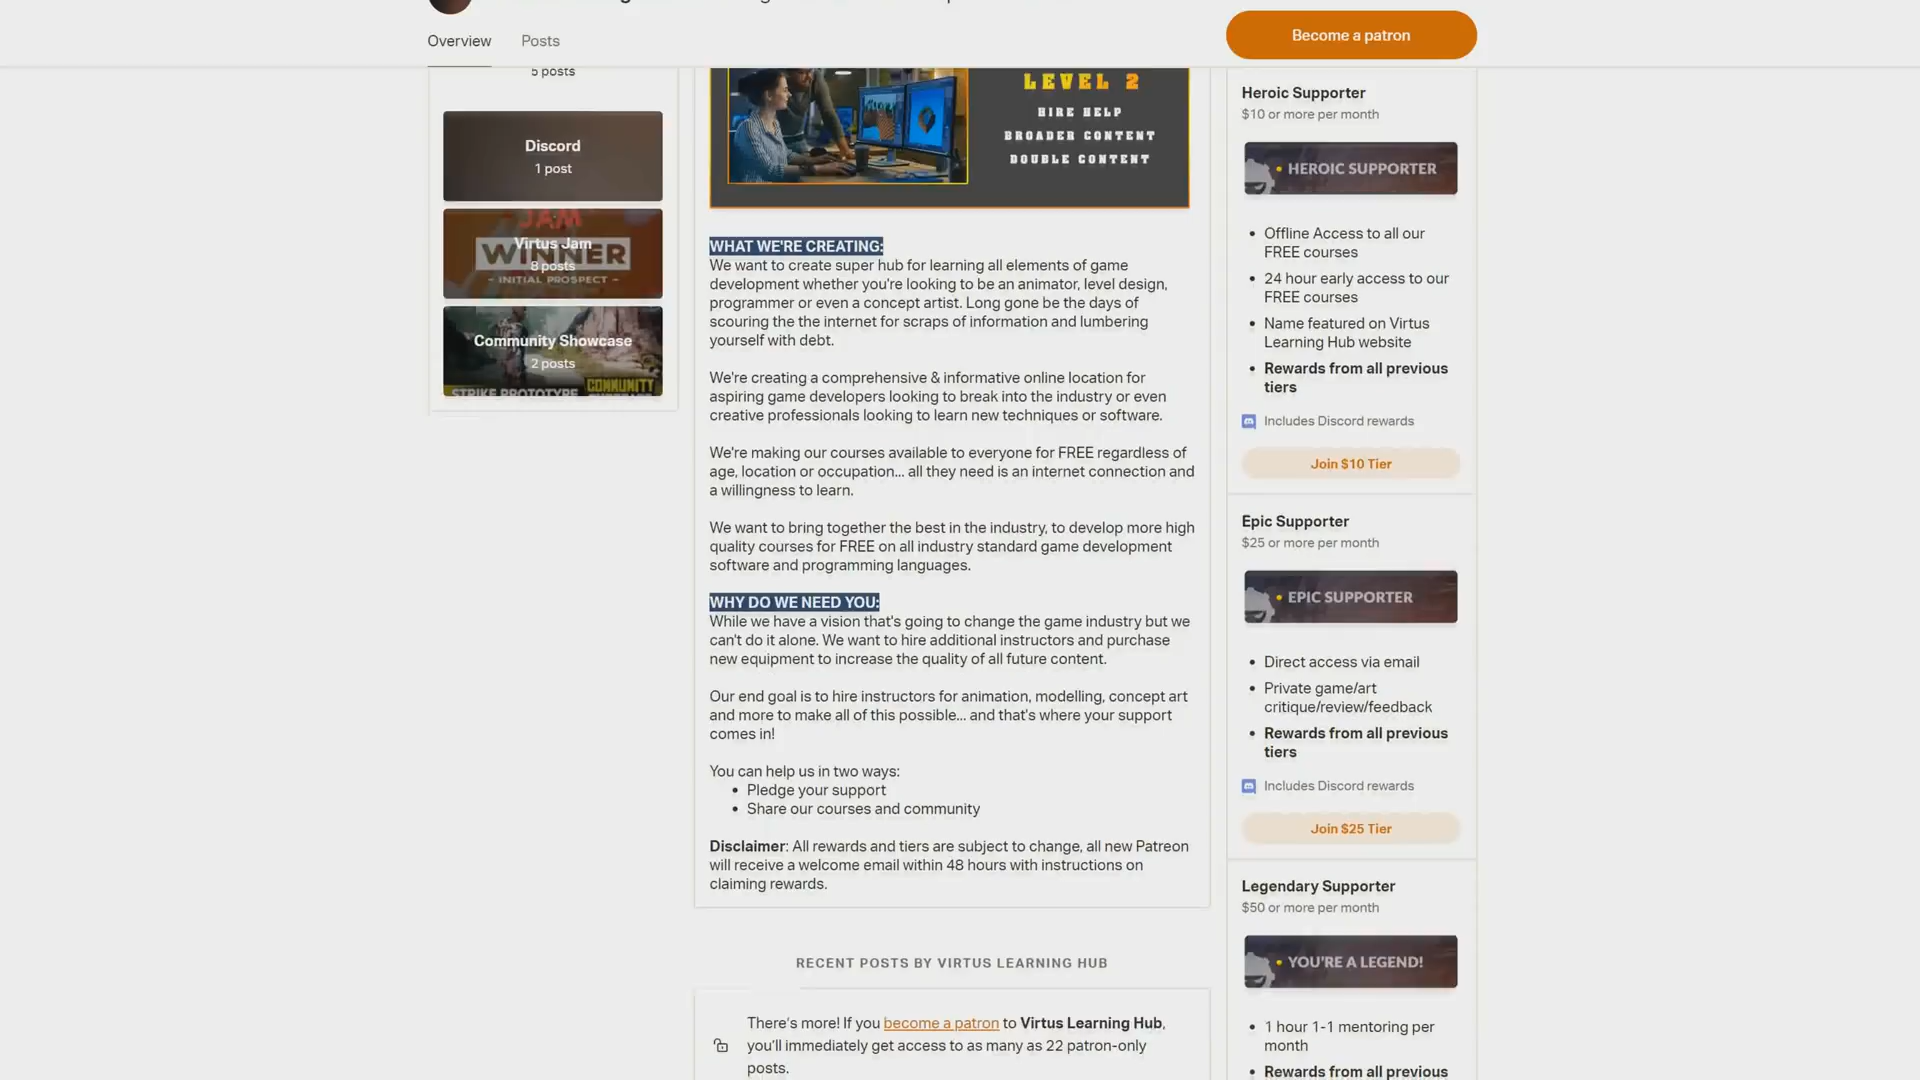 Overview
Posts
Become a patron
5 posts
Discord
1 post
JAM
Virtus Jam
WINNER
8 posts
- INITIAL PROSPECT -
Community Showcase
2 posts
STRIKE PROTOTYPE
COMMUNITY
LEVEL 2
HIRE HELP
BROADER CONTENT
DOUBLE CONTENT
WHAT WE'RE CREATING:
We want to create super hub for learning all elements of game
development whether you're looking to be an animator, level design,
programmer or even a concept artist. Long gone be the days of
scouring the the internet for scraps of information and lumbering
yourself with debt.
We're creating a comprehensive & informative online location for
aspiring game developers looking to break into the industry or even
creative professionals looking to learn new techniques or software.
We're making our courses available to everyone for FREE regardless of
age, location or occupation... all they need is an internet connection and
a willingness to learn.
We want to bring together the best in the industry, to develop more high
quality courses for FREE on all industry standard game development
software and programming languages.
WHY DO WE NEED YOU:
While we have a vision that's going to change the game industry but we
can't do it alone. We want to hire additional instructors and purchase
new equipment to increase the quality of all future content.
Our end goal is to hire instructors for animation, modelling, concept art
and more to make all of this possible... and that's where your support
comes in!
You can help us in two ways:
• Pledge your support
• Share our courses and community
Disclaimer: All rewards and tiers are subject to change, all new Patreon
will receive a welcome email within 48 hours with instructions on
claiming rewards.
RECENT POSTS BY VIRTUS LEARNING HUB
There's more! If you become a patron to Virtus Learning Hub,
you'll immediately get access to as many as 22 patron-only
posts.
Heroic Supporter
$10 or more per month
• HEROIC SUPPORTER
• Offline Access to all our
FREE courses
• 24 hour early access to our
FREE courses
• Name featured on Virtus
Learning Hub website
• Rewards from all previous
tiers
Includes Discord rewards
Join $10 Tier
Epic Supporter
$25 or more per month
• EPIC SUPPORTER
• Direct access via email
• Private game/art
critique/review/feedback
• Rewards from all previous
tiers
Includes Discord rewards
Join $25 Tier
Legendary Supporter
$50 or more per month
• YOU'RE A LEGEND!
• 1 hour 1-1 mentoring per
month
• Rewards from all previous